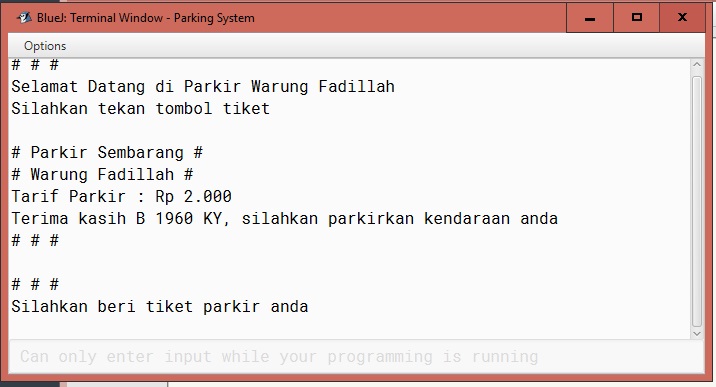 BlueJ: Terminal Window - Parking System
Options
# # #
Selamat Datang di Parkir Warung Fadillah
Silahkan tekan tombol tiket
# Parkir Sembarang #
# Warung Fadillah #
Tarif Parkir : Rp 2.000
Terima kasih B 1960 KY, silahkan parkirkan kendaraan anda
# # #
# # #
Silahkan beri tiket parkir anda
Can only enter input while your programming is running